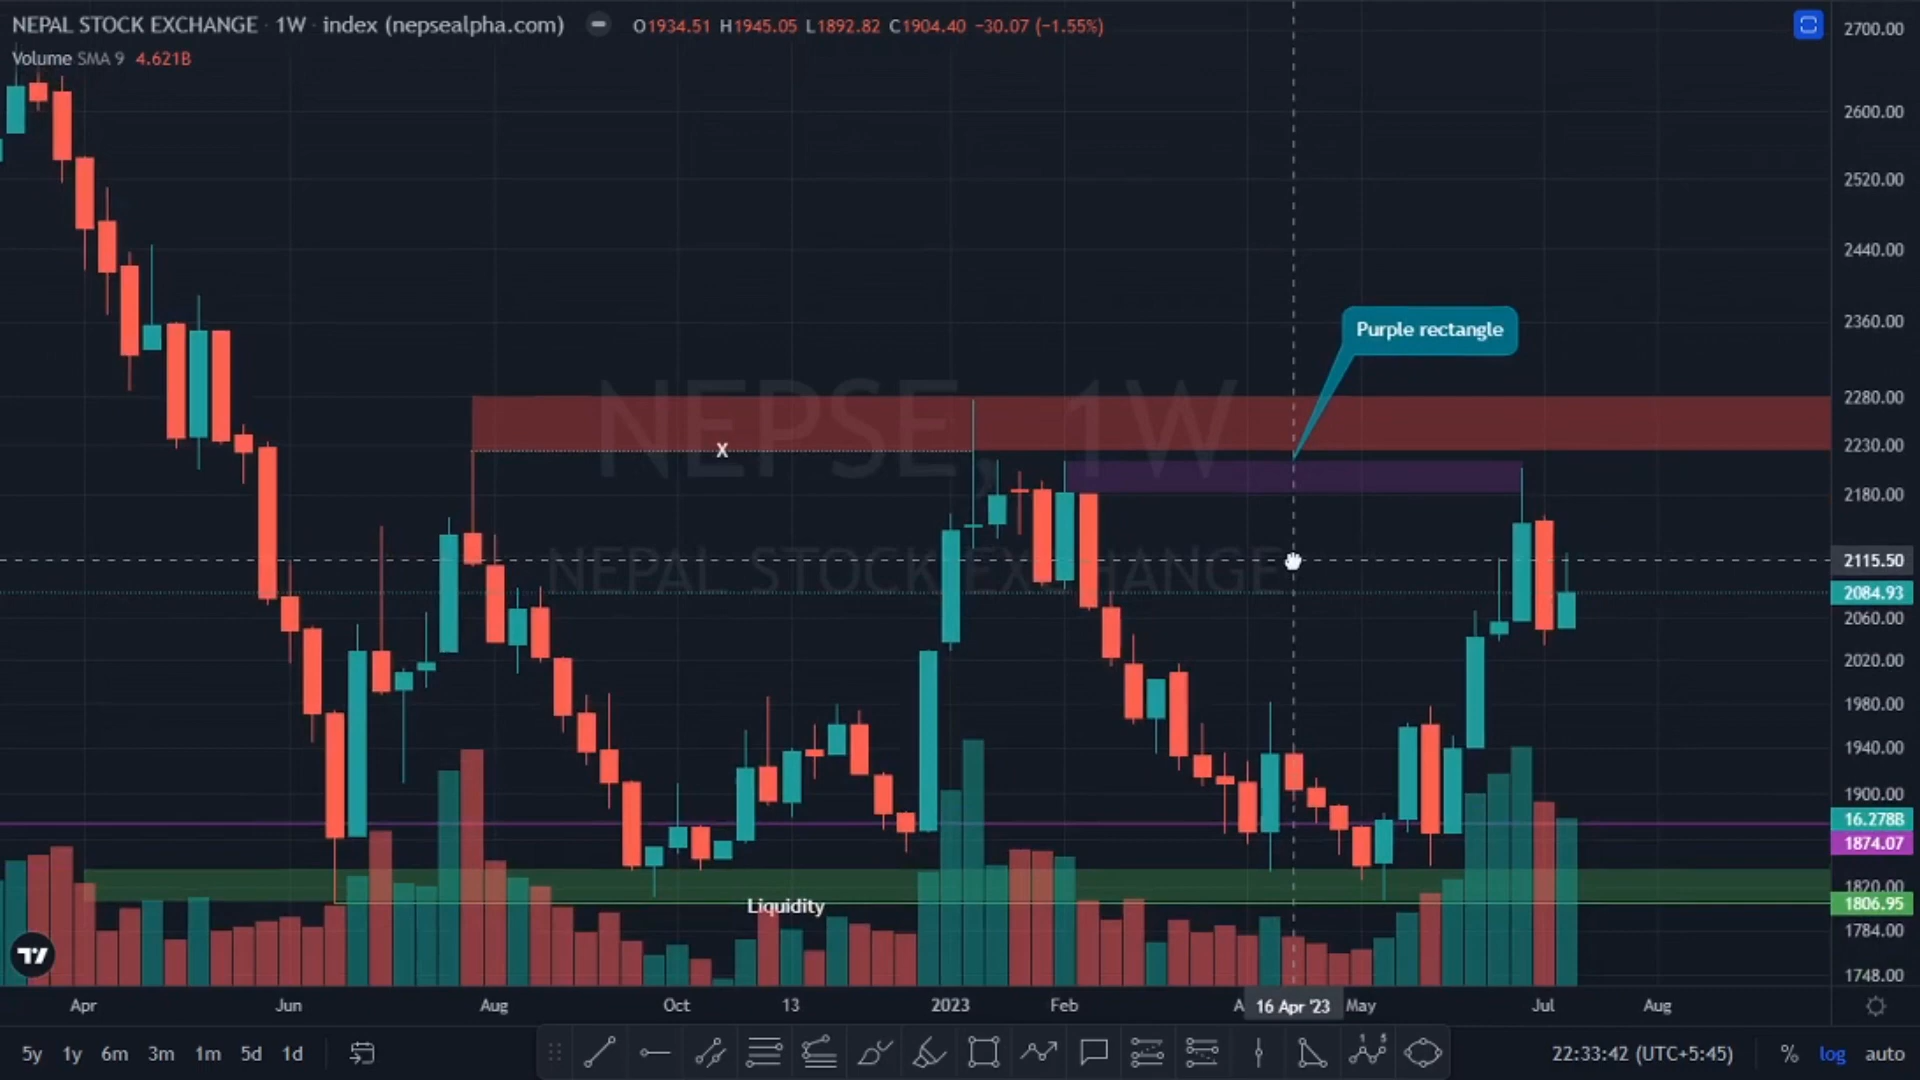 NEPAL STOCK EXCHANGE · 1W · index (nepsealpha.com) O1934.51 H1945.05 L1892.82 C1904.40 −30.07 (−1.55%)
Volume SMA 9 4.621B
2700.00
2600.00
2520.00
2440.00
2360.00
Purple rectangle
2280.00
NEPSE, 1W
X
2230.00
2180.00
2115.50
NEPAL STOCK EXCHANGE
2084.93
2060.00
2020.00
1980.00
1940.00
1900.00
16.278B
1874.07
1820.00
Liquidity
1806.95
1784.00
1748.00
Apr Jun Aug Oct 13 2023 Feb A 16 Apr '23 May Jul Aug
5y 1y 6m 3m 1m 5d 1d 22:33:42 (UTC+5:45) % log auto